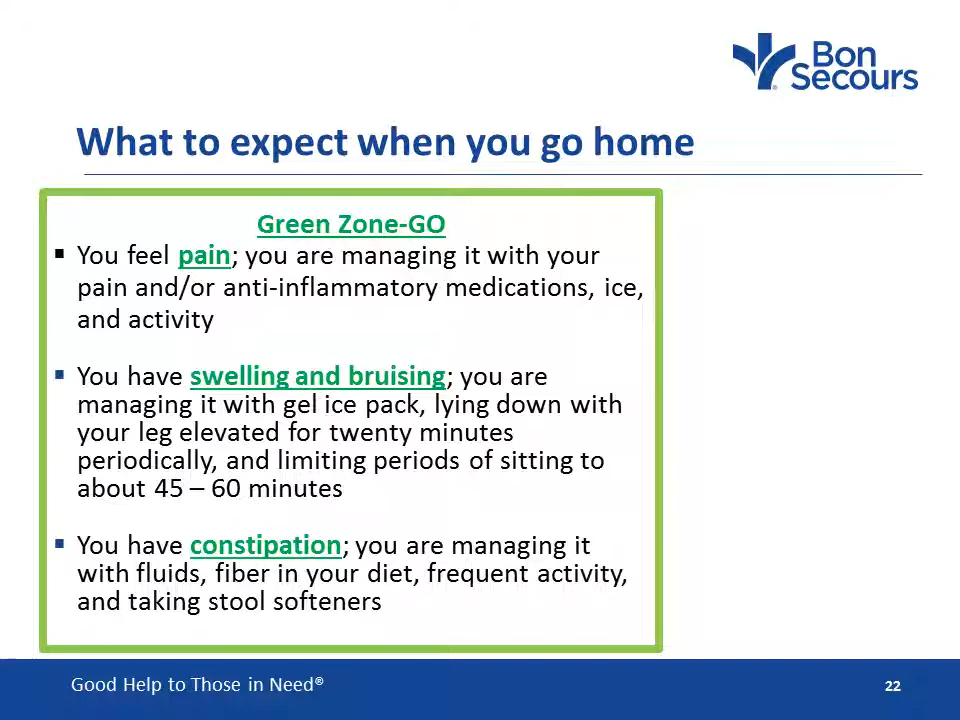 Bon
Secours
What to expect when you go home
Green Zone-GO
▪ You feel pain; you are managing it with your
pain and/or anti-inflammatory medications, ice,
and activity
▪ You have swelling and bruising; you are
managing it with gel ice pack, lying down with
your leg elevated for twenty minutes
periodically, and limiting periods of sitting to
about 45 – 60 minutes
▪ You have constipation; you are managing it
with fluids, fiber in your diet, frequent activity,
and taking stool softeners
Good Help to Those in Need®
22